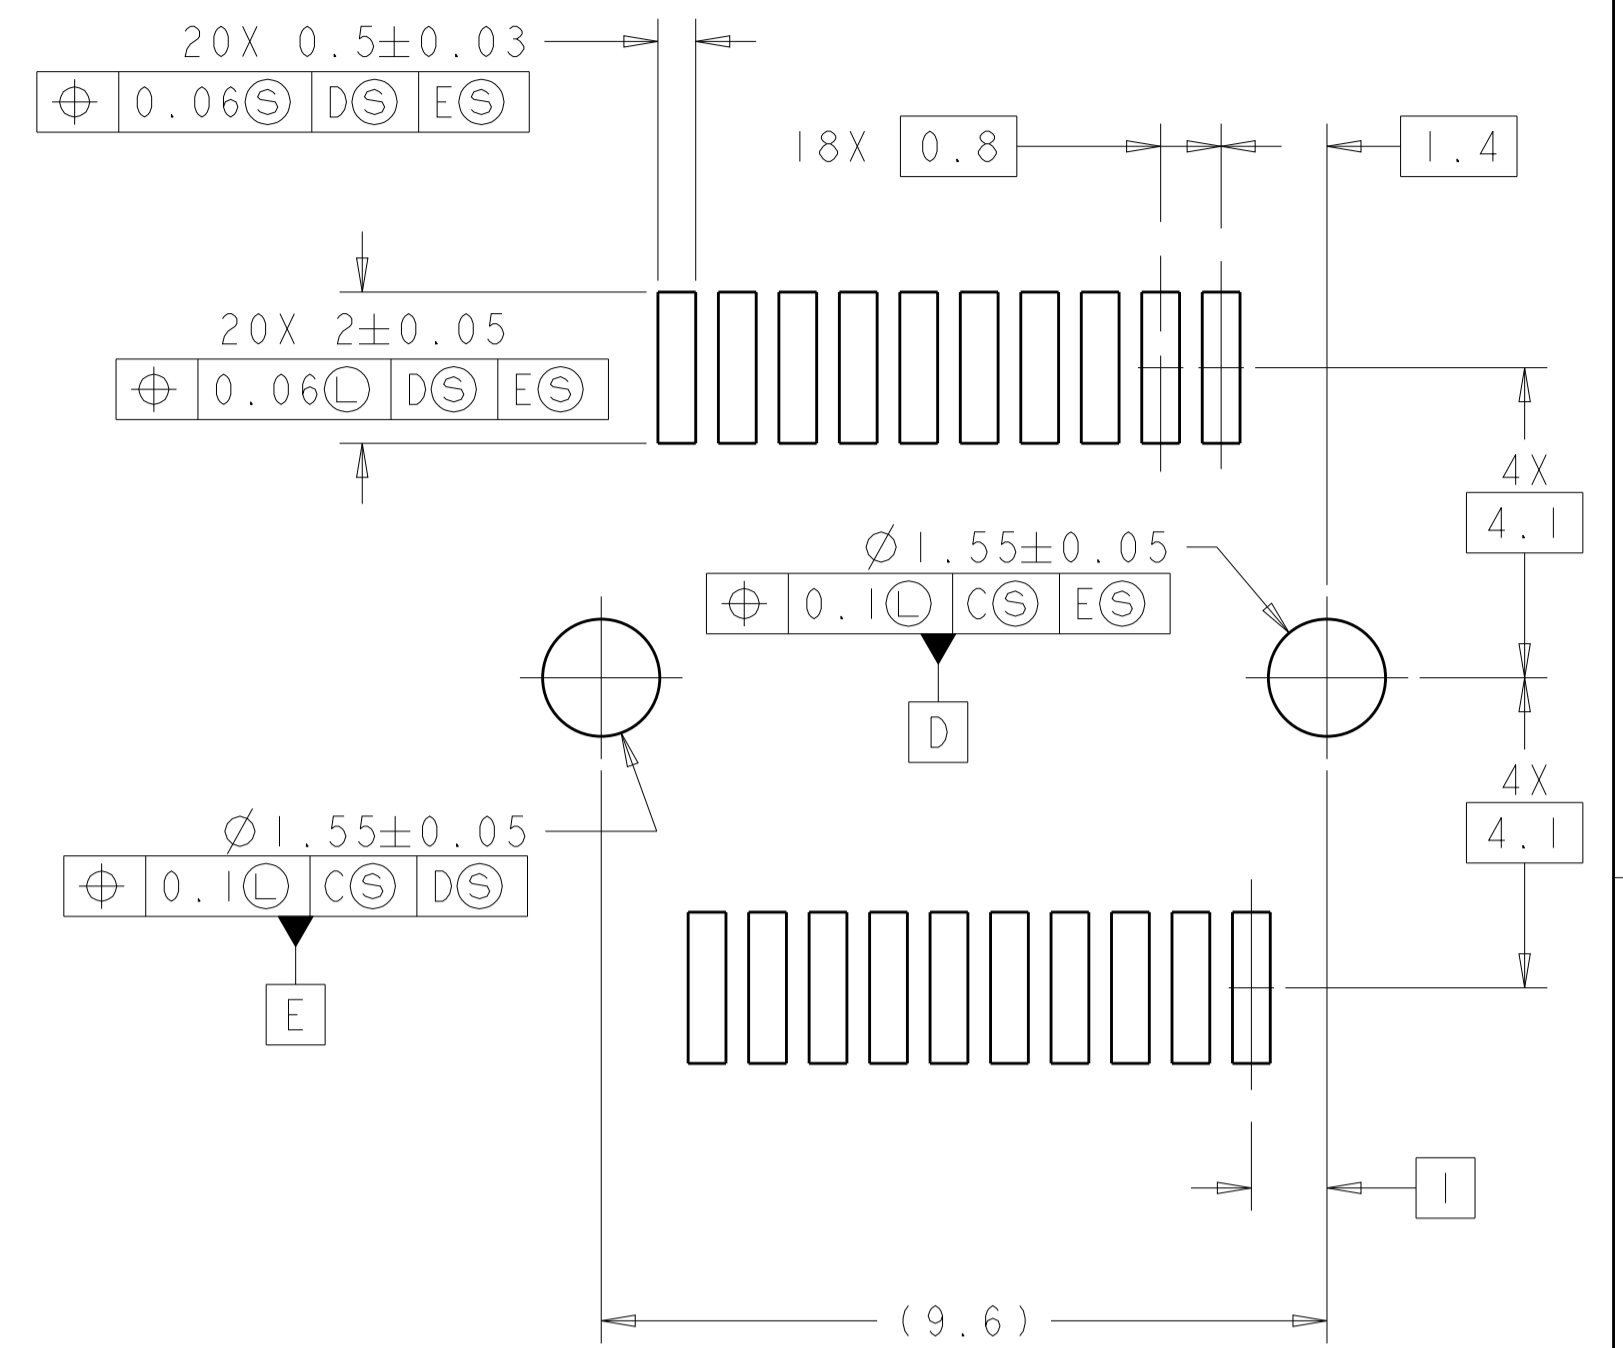 20X 0.5±0.03
⌖ 0.06Ⓢ DⓈ EⓈ
18X 0.8
1.4
20X 2±0.05
⌖ 0.06Ⓛ DⓈ EⓈ
4X
4.1
⌀1.55±0.05
⌖ 0.1Ⓛ CⓈ EⓈ
D
4X
4.1
⌀1.55±0.05
⌖ 0.1Ⓛ CⓈ DⓈ
E
1
(9.6)